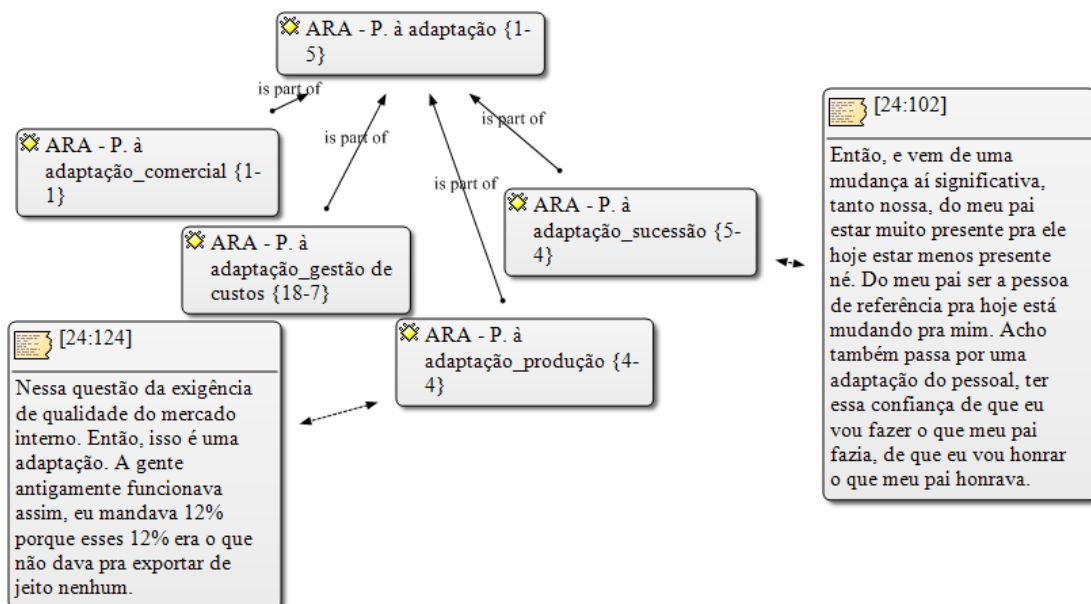 ARA - P. à adaptação {1-
5}
is part of
is part of
is part of
is part of
ARA - P. à
adaptação_comercial {1-
1}
ARA - P. à
adaptação_gestão de
custos {18-7}
ARA - P. à
adaptação_sucessão {5-
4}
ARA - P. à
adaptação_produção {4-
4}
[24:102]
Então, e vem de uma
mudança aí significativa,
tanto nossa, do meu pai
estar muito presente pra ele
hoje estar menos presente
né. Do meu pai ser a pessoa
de referência pra hoje está
mudando pra mim. Acho
também passa por uma
adaptação do pessoal, ter
essa confiança de que eu
vou fazer o que meu pai
fazia, de que eu vou honrar
o que meu pai honrava.
[24:124]
Nessa questão da exigência
de qualidade do mercado
interno. Então, isso é uma
adaptação. A gente
antigamente funcionava
assim, eu mandava 12%
porque esses 12% era o que
não dava pra exportar de
jeito nenhum.